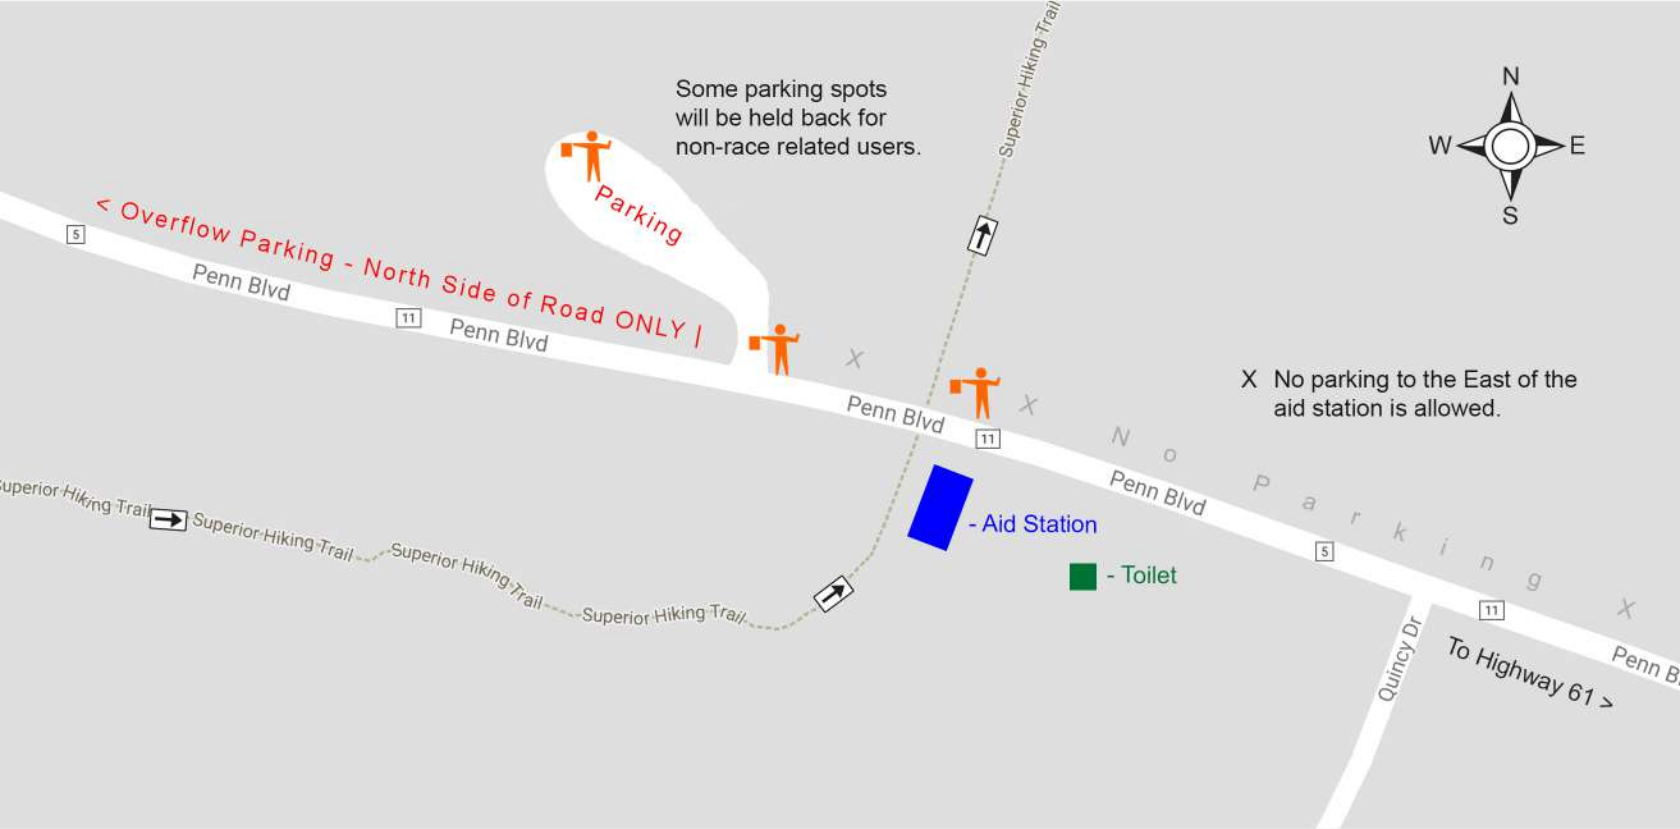 Superior Hiking Trail
Some parking spots
will be held back for
non-race related users.
N
W
E
S
Parking
< Overflow Parking - North Side of Road ONLY |
5
Penn Blvd
11
Penn Blvd
X
Penn Blvd
11
X
X No parking to the East of the
aid station is allowed.
No Parking
X
Penn Blvd
5
11
Penn B
Quincy Dr
To Highway 61 >
- Aid Station
- Toilet
Superior Hiking Trail
Superior Hiking Trail
Superior Hiking Trail
Superior Hiking Trail